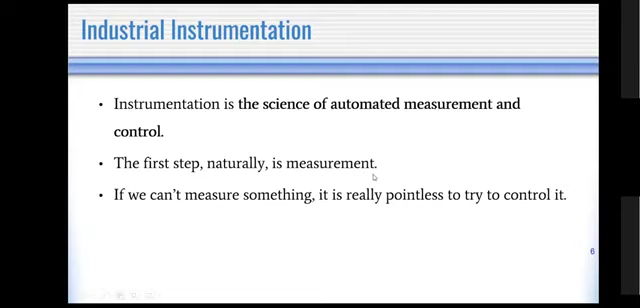 Industrial Instrumentation
• Instrumentation is the science of automated measurement and
control.
• The first step, naturally, is measurement.
• If we can't measure something, it is really pointless to try to control it.
6